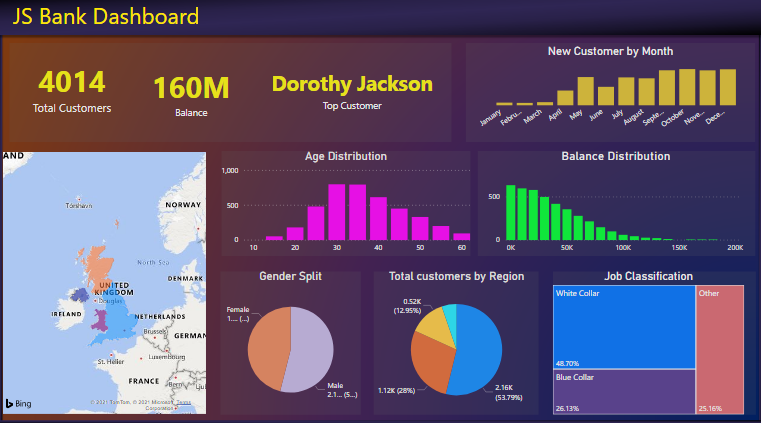 JS Bank Dashboard
4014
Total Customers
160M
Balance
Dorothy Jackson
Top Customer
New Customer by Month
January
Febru...
March
April
May
June
July
August
Septe...
October
Nove...
Dece...
AND
Torshavn
NORWAY
North Sea
DENMARK
UNITED
KINGDOM
Douglas
IRELAND
NETHERLANDS
Brussels
GERMAN
St. Helier
Luxembourg
FRANCE
Bern
Bing
© 2021 TomTom, © 2021 Microsoft Terms
Corporation
Age Distribution
1,000
500
0
10 20 30 40 50 60
Balance Distribution
500
0
0K 50K 100K 150K 200K
Gender Split
Female
1.... (...)
Male
2.1... (5...)
Total customers by Region
0.52K
(12.95%)
1.12K (28%)
2.16K
(53.79%)
Job Classification
White Collar
48.70%
Blue Collar
26.13%
Other
25.16%